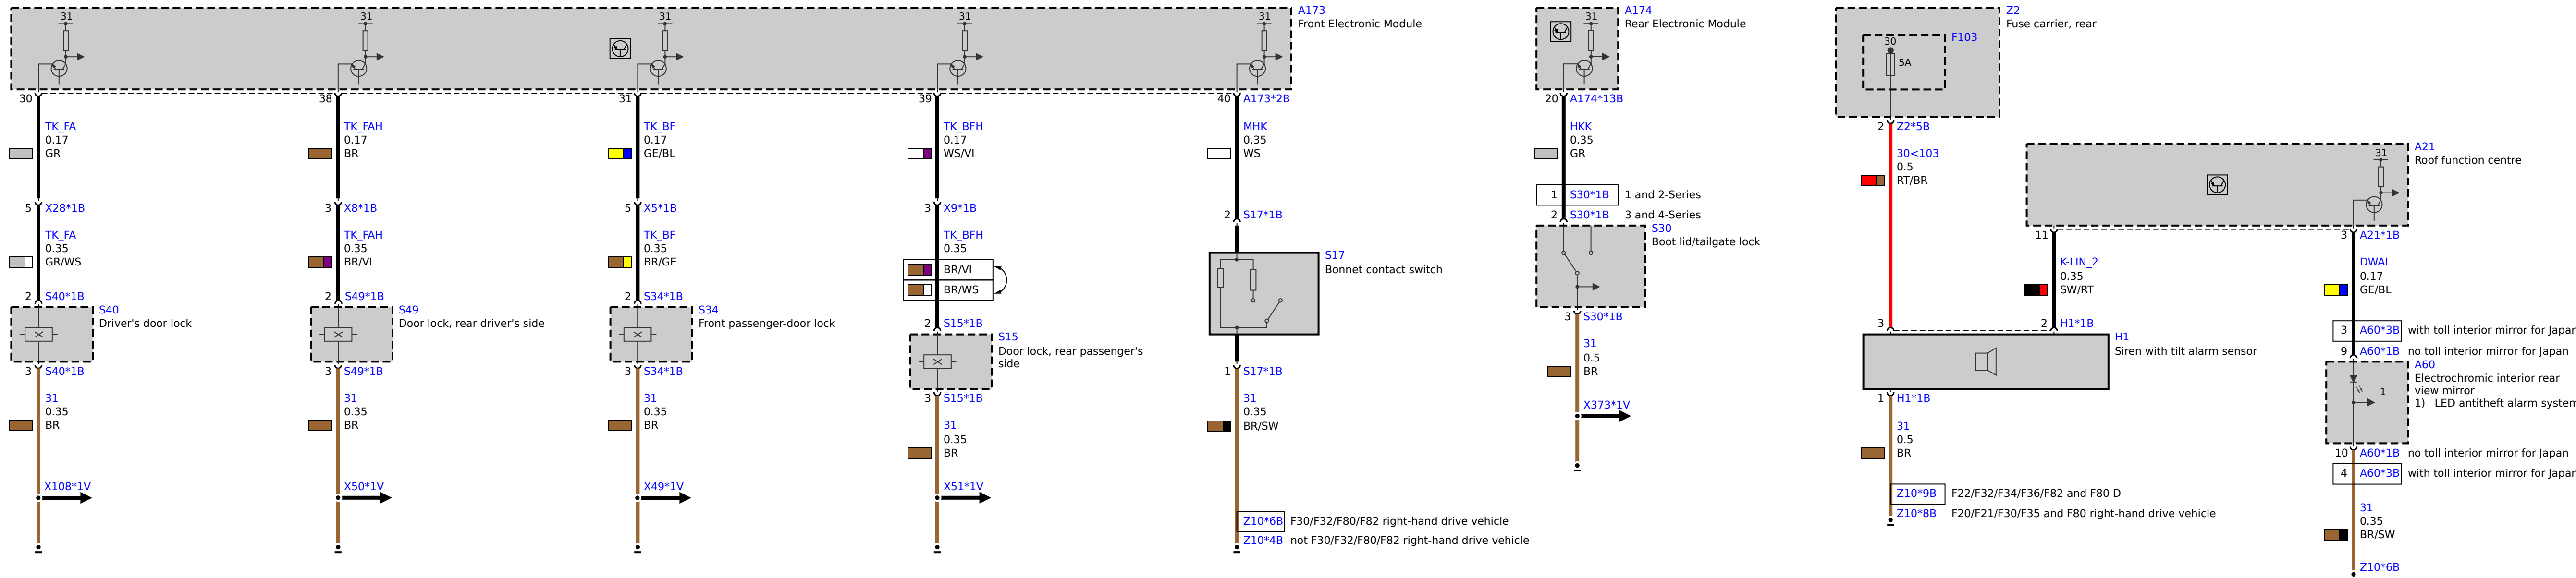 31
31
31
31
31
A173
Front Electronic Module
30
38
31
39
40
A173*2B
TK_FA
0.17
GR
TK_FAH
0.17
BR
TK_BF
0.17
GE/BL
TK_BFH
0.17
WS/VI
MHK
0.35
WS
5
X28*1B
3
X8*1B
5
X5*1B
3
X9*1B
2
S17*1B
TK_FA
0.35
GR/WS
TK_FAH
0.35
BR/VI
TK_BF
0.35
BR/GE
TK_BFH
0.35
BR/VI
BR/WS
S17
Bonnet contact switch
2
S40*1B
2
S49*1B
2
S34*1B
2
S15*1B
S40
Driver's door lock
S49
Door lock, rear driver's side
S34
Front passenger-door lock
S15
Door lock, rear passenger's
side
3
S40*1B
3
S49*1B
3
S34*1B
3
S15*1B
1
S17*1B
31
0.35
BR
31
0.35
BR
31
0.35
BR
31
0.35
BR
31
0.35
BR/SW
X108*1V
X50*1V
X49*1V
X51*1V
Z10*6B
F30/F32/F80/F82 right-hand drive vehicle
Z10*4B
not F30/F32/F80/F82 right-hand drive vehicle
31
A174
Rear Electronic Module
20
A174*13B
HKK
0.35
GR
1
S30*1B
1 and 2-Series
2
S30*1B
3 and 4-Series
S30
Boot lid/tailgate lock
3
S30*1B
31
0.5
BR
X373*1V
Z2
Fuse carrier, rear
F103
30
5A
2
Z2*5B
30<103
0.5
RT/BR
31
A21
Roof function centre
11
3
A21*1B
K-LIN_2
0.35
SW/RT
DWAL
0.17
GE/BL
3
2
H1*1B
H1
Siren with tilt alarm sensor
1
H1*1B
31
0.5
BR
Z10*9B
F22/F32/F34/F36/F82 and F80 D
Z10*8B
F20/F21/F30/F35 and F80 right-hand drive vehicle
3
A60*3B
with toll interior mirror for Japan
9
A60*1B
no toll interior mirror for Japan
A60
Electrochromic interior rear
view mirror
1) LED antitheft alarm system
1
10
A60*1B
no toll interior mirror for Japan
4
A60*3B
with toll interior mirror for Japan
31
0.35
BR/SW
Z10*6B